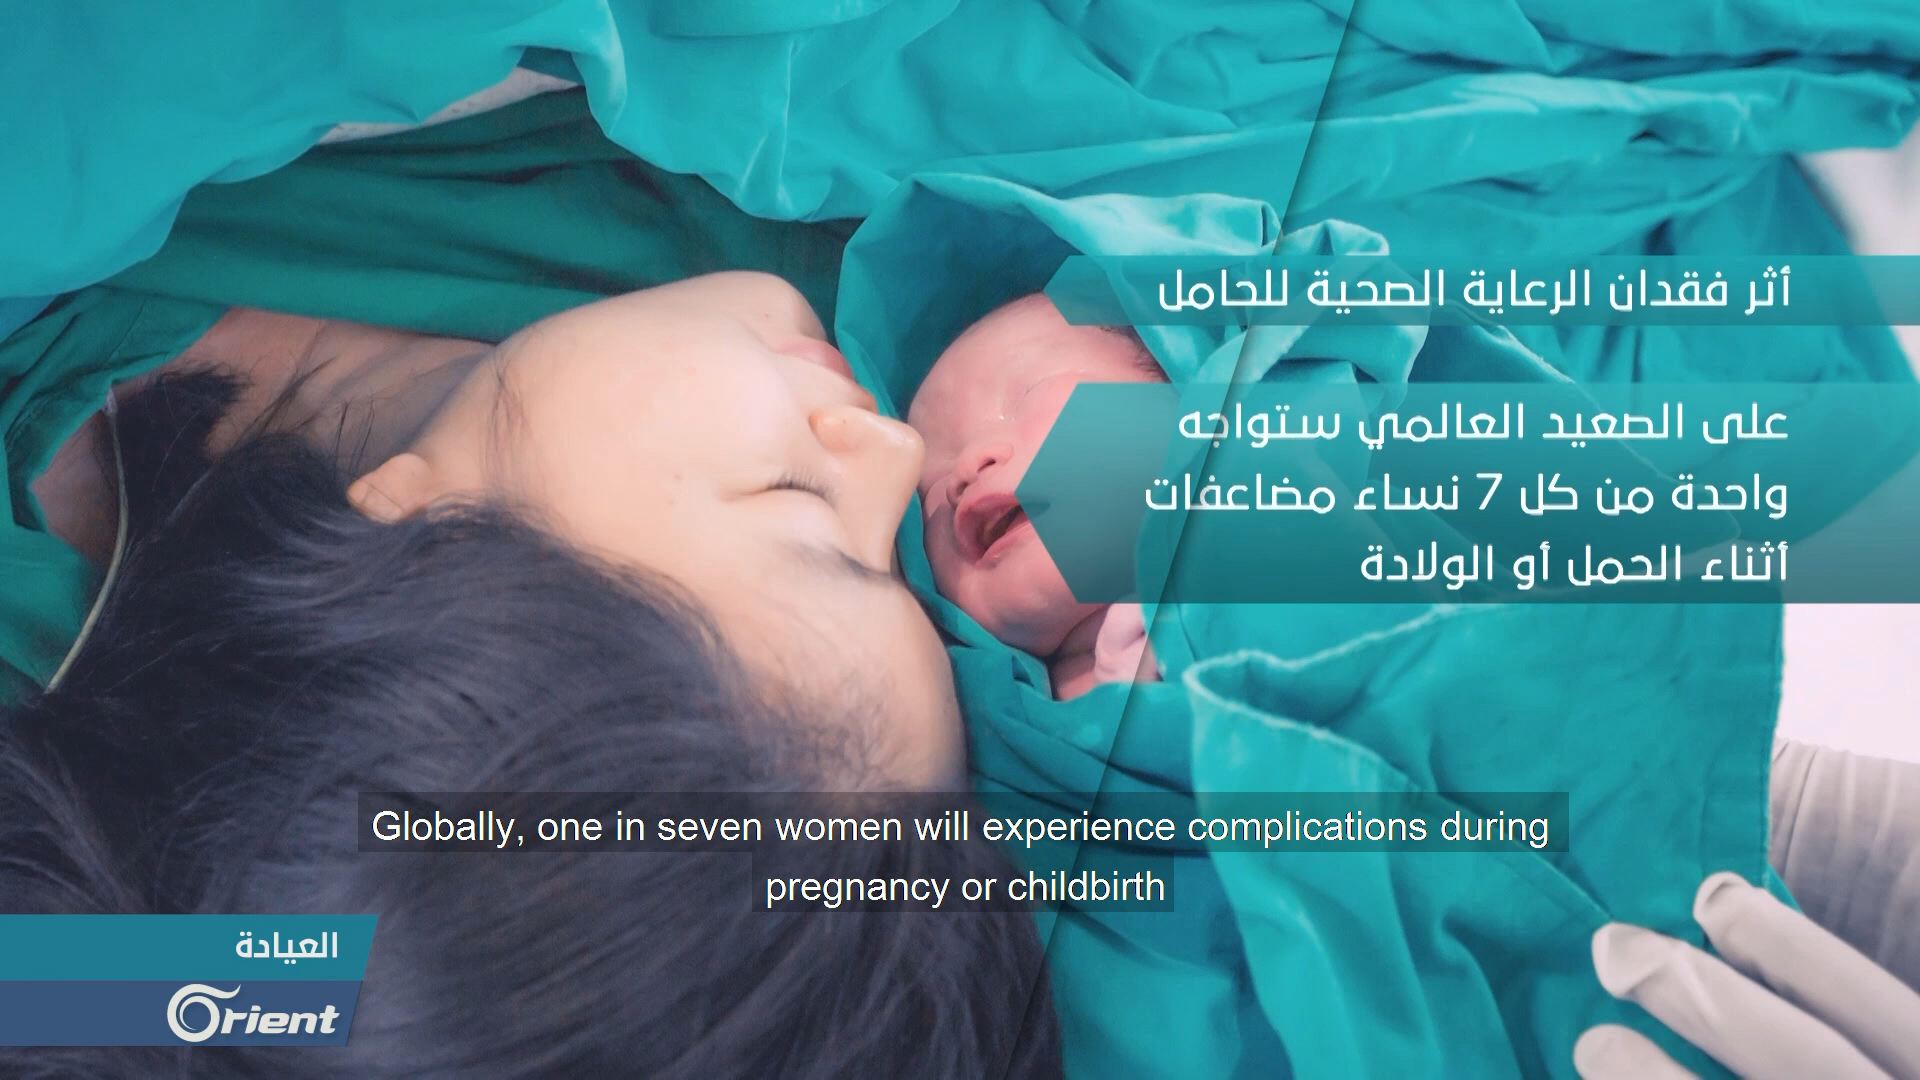 أثر فقدان الرعاية الصحية للحامل
على الصعيد العالمي ستواجه
واحدة من كل 7 نساء مضاعفات
أثناء الحمل أو الولادة
Globally, one in seven women will experience complications during
pregnancy or childbirth
العيادة
Orient